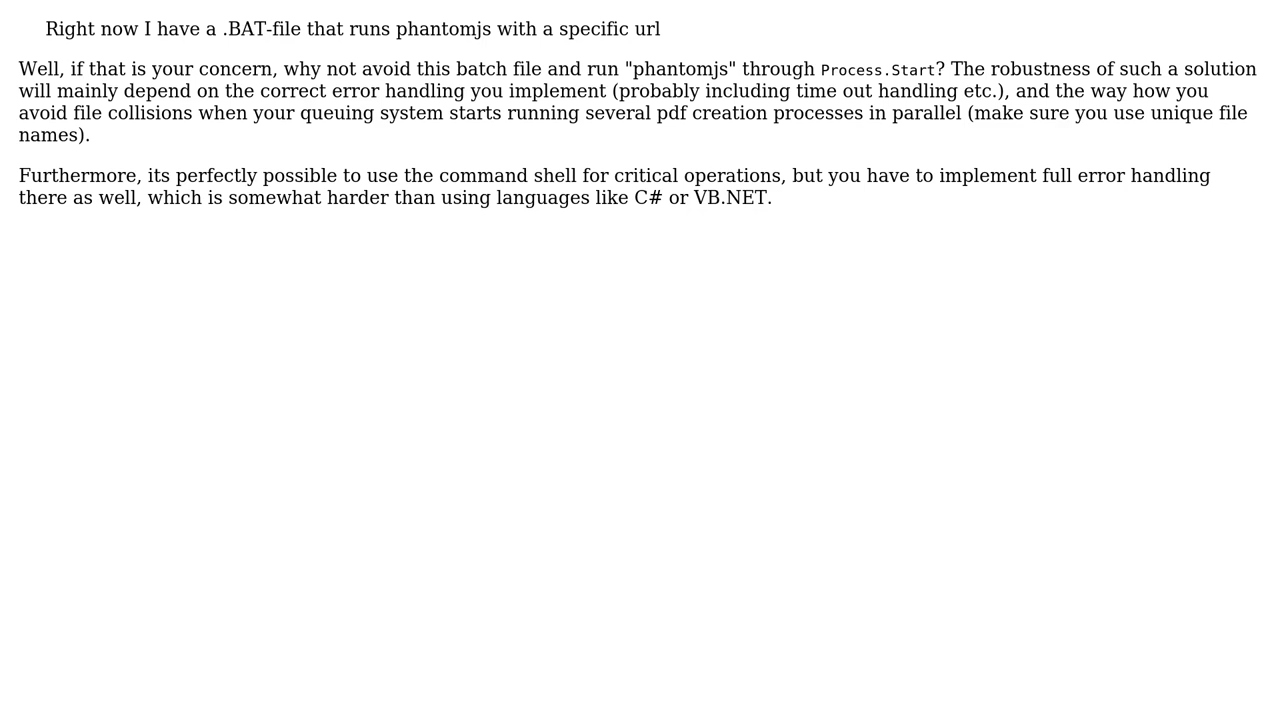 Right now I have a .BAT-file that runs phantomjs with a specific url
Well, if that is your concern, why not avoid this batch file and run "phantomjs" through Process.Start? The robustness of such a solution
will mainly depend on the correct error handling you implement (probably including time out handling etc.), and the way how you
avoid file collisions when your queuing system starts running several pdf creation processes in parallel (make sure you use unique file
names).
Furthermore, its perfectly possible to use the command shell for critical operations, but you have to implement full error handling
there as well, which is somewhat harder than using languages like C# or VB.NET.